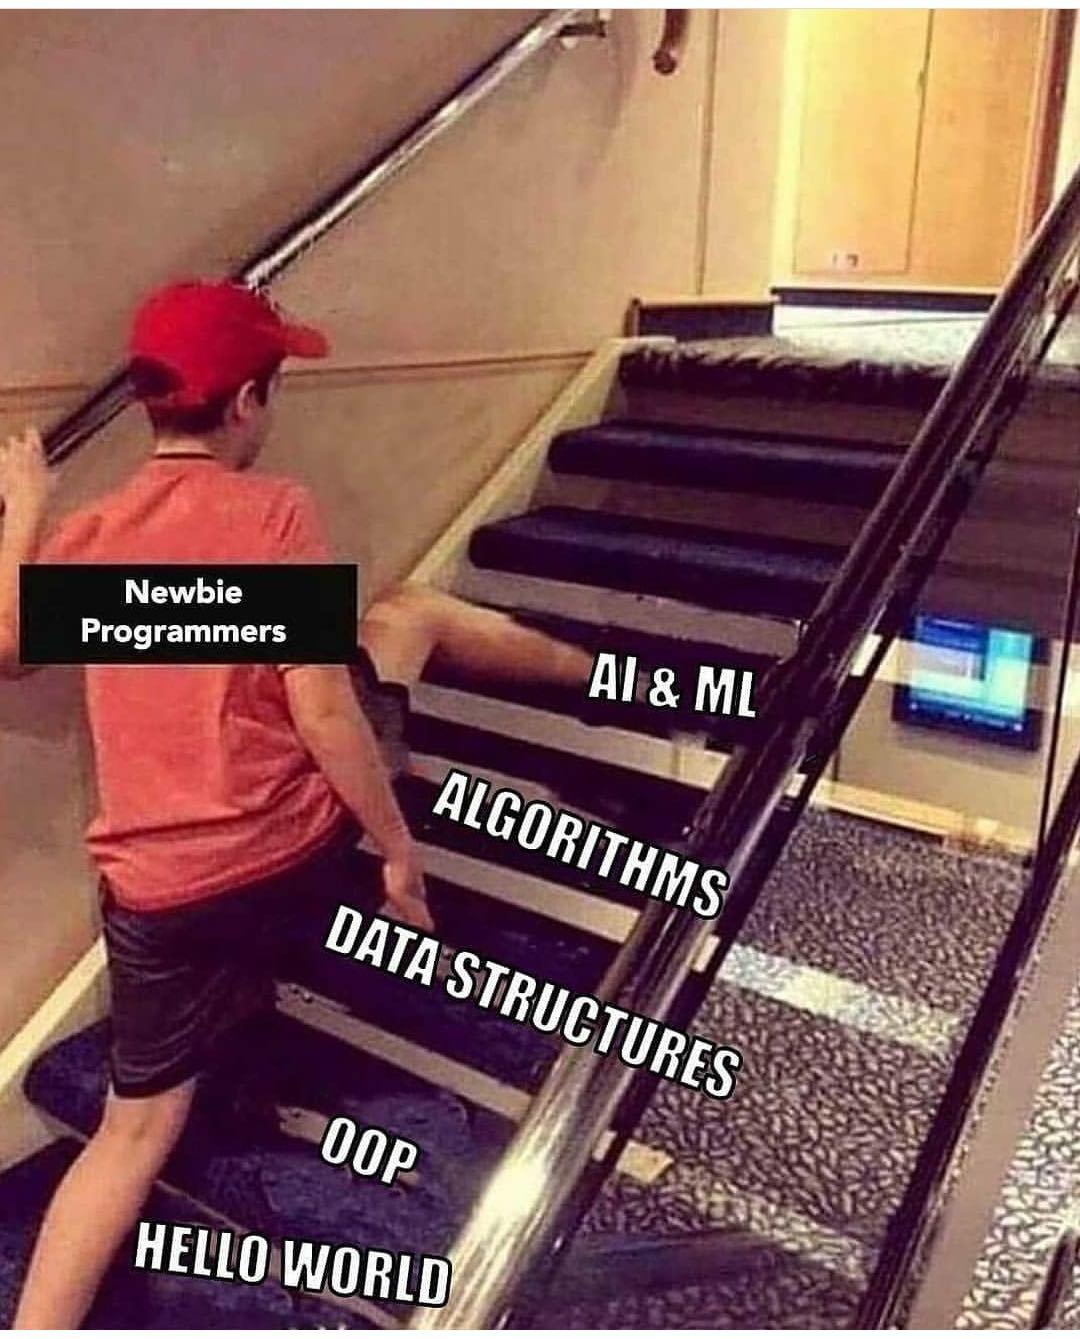 Newbie
Programmers
AI & ML
ALGORITHMS
DATA STRUCTURES
OOP
HELLO WORLD